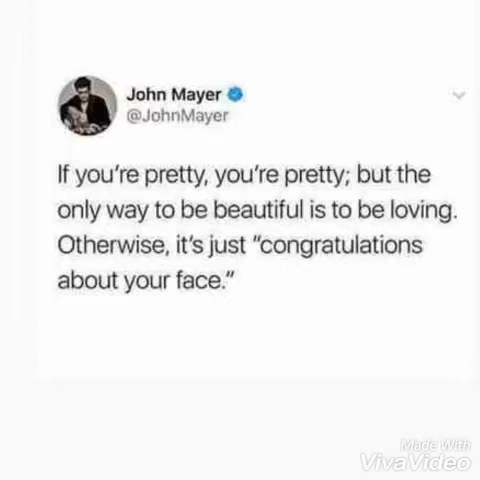 John Mayer
@JohnMayer
If you're pretty, you're pretty; but the
only way to be beautiful is to be loving.
Otherwise, it's just "congratulations
about your face."
Made With
VivaVideo